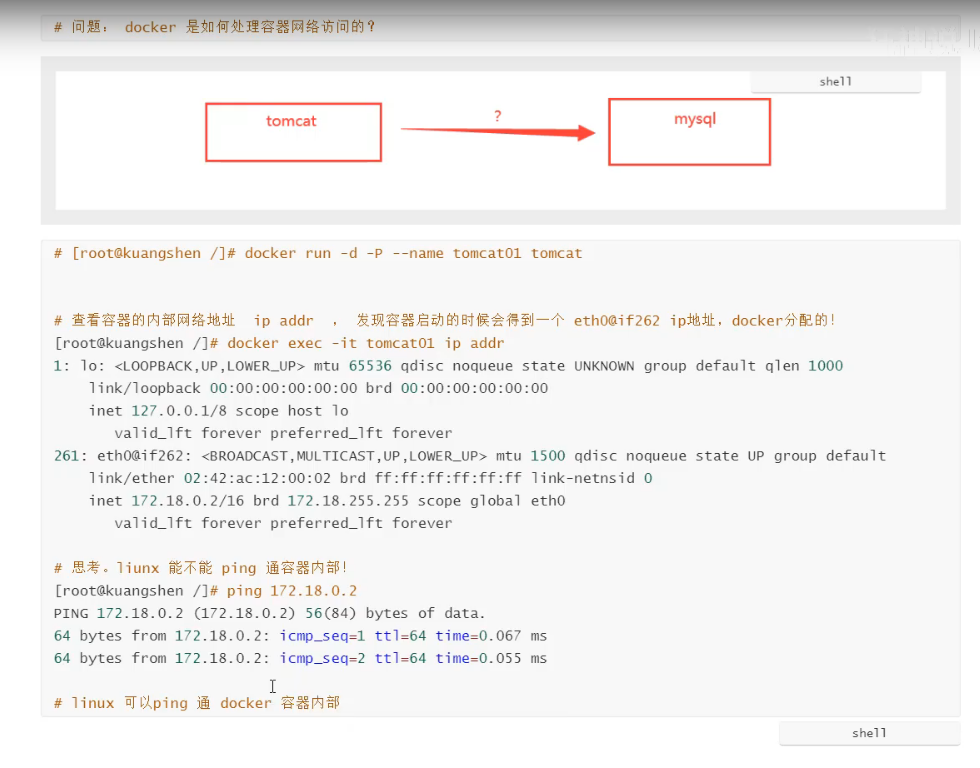 # 问题： docker 是如何处理容器网络访问的？
shell
tomcat
?
mysql
# [root@kuangshen /]# docker run -d -P --name tomcat01 tomcat
# 查看容器的内部网络地址 ip addr ， 发现容器启动的时候会得到一个 eth0@if262 ip地址，docker分配的！
[root@kuangshen /]# docker exec -it tomcat01 ip addr
1: lo: <LOOPBACK,UP,LOWER_UP> mtu 65536 qdisc noqueue state UNKNOWN group default qlen 1000
link/loopback 00:00:00:00:00:00 brd 00:00:00:00:00:00
inet 127.0.0.1/8 scope host lo
valid_lft forever preferred_lft forever
261: eth0@if262: <BROADCAST,MULTICAST,UP,LOWER_UP> mtu 1500 qdisc noqueue state UP group default
link/ether 02:42:ac:12:00:02 brd ff:ff:ff:ff:ff:ff link-netnsid 0
inet 172.18.0.2/16 brd 172.18.255.255 scope global eth0
valid_lft forever preferred_lft forever
# 思考。liunx 能不能 ping 通容器内部！
[root@kuangshen /]# ping 172.18.0.2
PING 172.18.0.2 (172.18.0.2) 56(84) bytes of data.
64 bytes from 172.18.0.2: icmp_seq=1 ttl=64 time=0.067 ms
64 bytes from 172.18.0.2: icmp_seq=2 ttl=64 time=0.055 ms
# linux 可以ping 通 docker 容器内部
shell